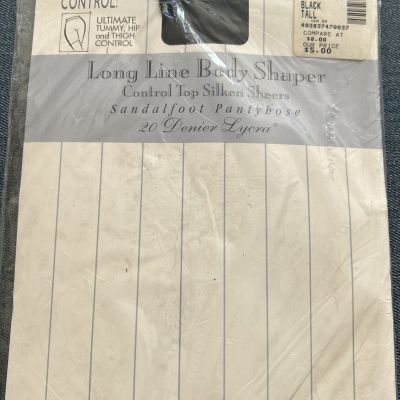 CONTROL.
ULTIMATE
TUMMY, HIP
and THIGH
CONTROL
BLACK
TALL
403837470037
COMPARE AT
$8.00
OUR PRICE
$5.00
Long Line Body Shaper
Control Top Silken Sheers
Sandalfoot Pantyhose
20 Denier Lycra